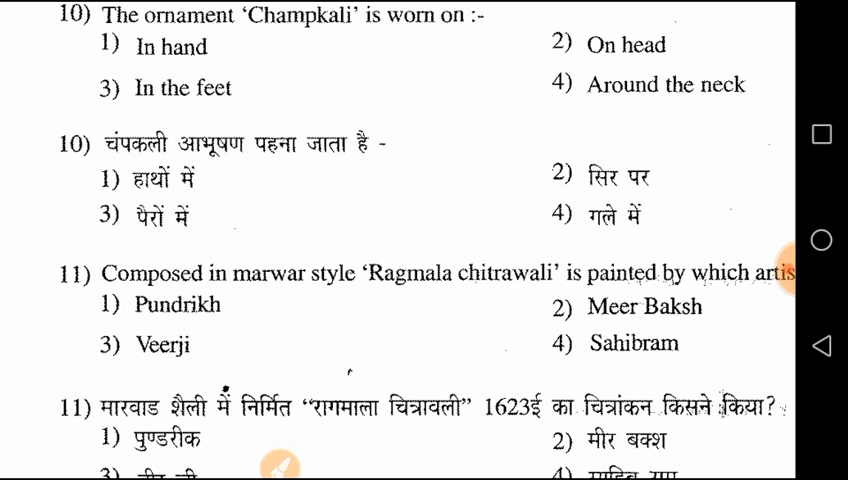 10) The ornament ‘Champkali’ is worn on :-
1) In hand 2) On head
3) In the feet 4) Around the neck
10) चंपकली आभूषण पहना जाता है -
1) हाथों में 2) सिर पर
3) पैरों में 4) गले में
11) Composed in marwar style ‘Ragmala chitrawali’ is painted by which artis
1) Pundrikh 2) Meer Baksh
3) Veerji 4) Sahibram
11) मारवाड शैली में निर्मित “रागमाला चित्रावली” 1623ई का चित्रांकन किसने किया?
1) पुण्डरीक 2) मीर बक्श
3) 4)